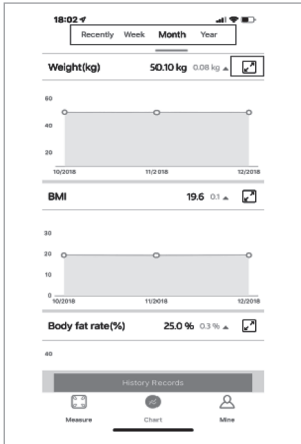 18:02
Recently Week Month Year
Weight(kg) 50.10 kg 0.08 kg
60
40
20
10/2018 11/2018 12/2018
BMI 19.6 0.1
30
20
10
0
10/2018 11/2018 12/2018
Body fat rate(%) 25.0 % 0.3 %
40
History Records
Measure Chart Mine